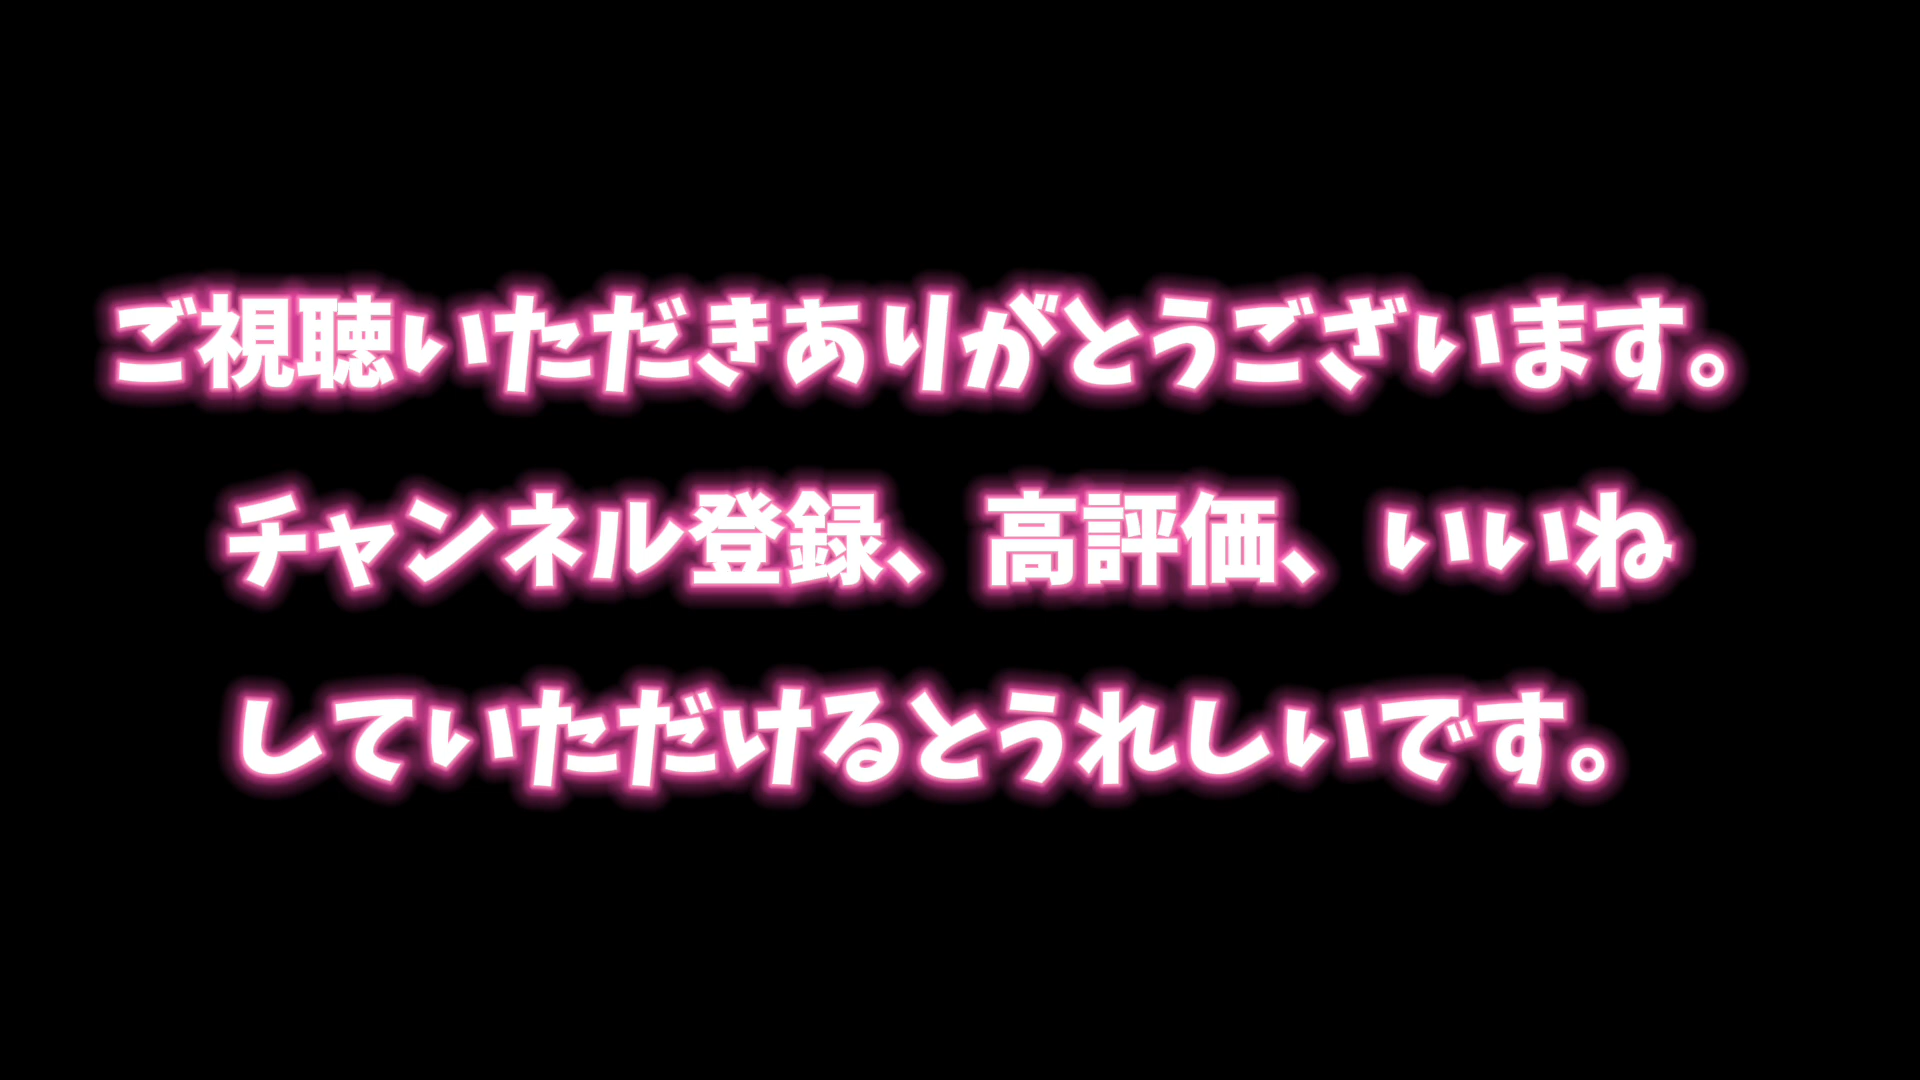 ご視聴いただきありがとうございます。
チャンネル登録、高評価、いいね
していただけるとうれしいです。